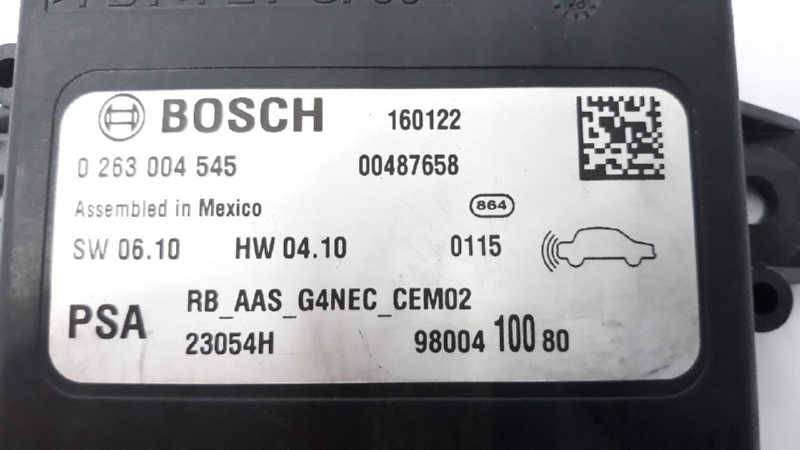 BOSCH 160122
0 263 004 545 00487658
Assembled in Mexico 864
SW 06.10 HW 04.10 0115
PSA RB_AAS_G4NEC_CEM02
23054H 98004 100 80